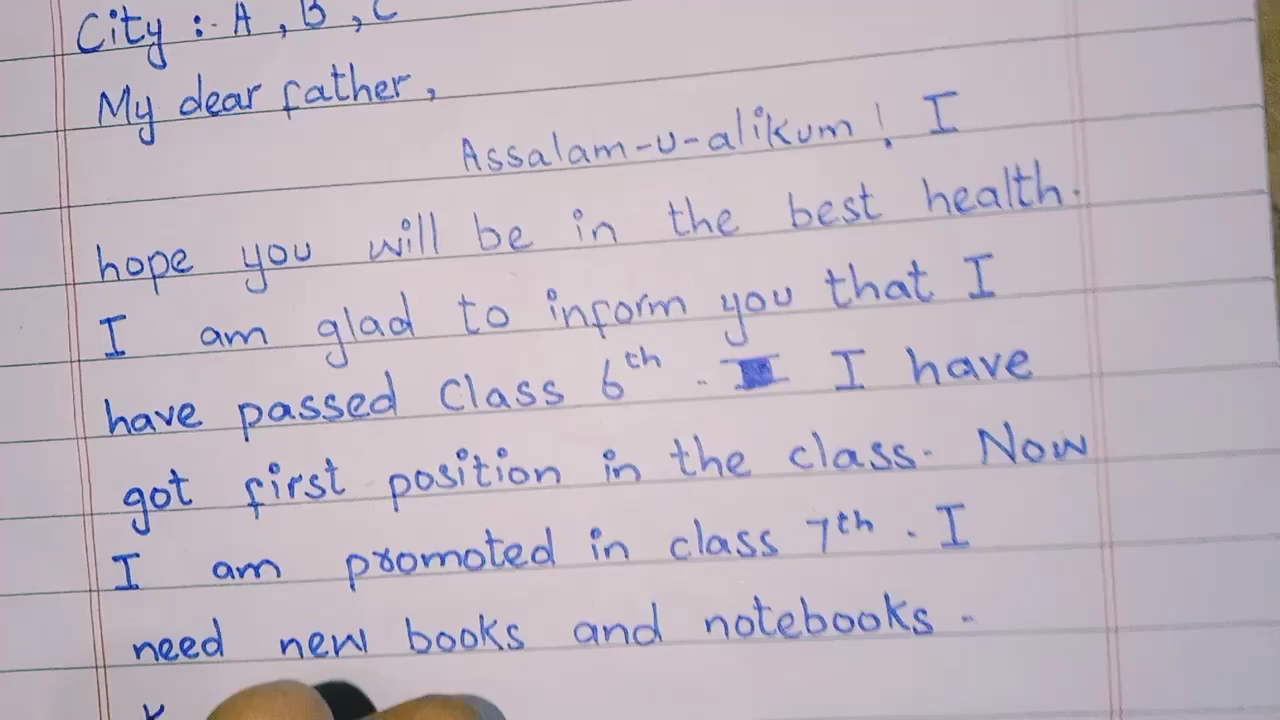 City :- A , B , C
My dear father,
Assalam-u-alikum! I
hope you will be in the best health.
I am glad to inform you that I
have passed class 6th . I have
got first position in the class. Now
I am promoted in class 7th . I
need new books and notebooks.